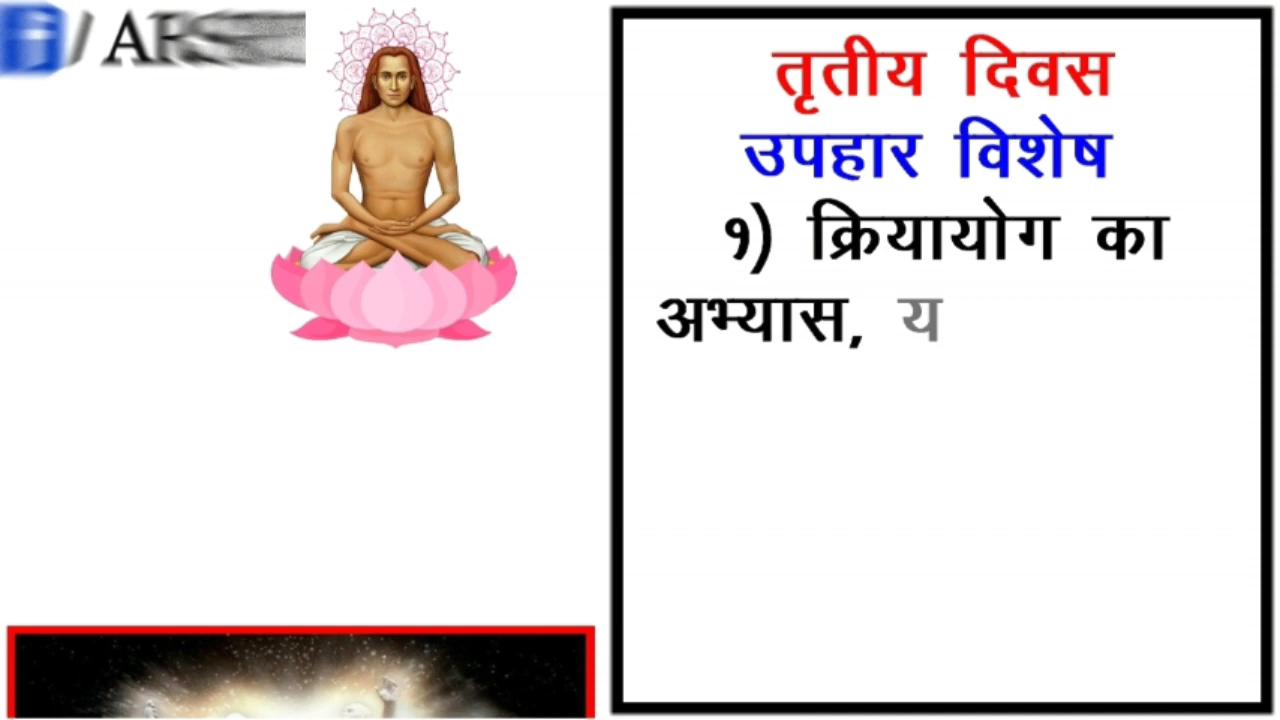 तृतीय दिवस
उपहार विशेष
१) क्रियायोग का
अभ्यास, य